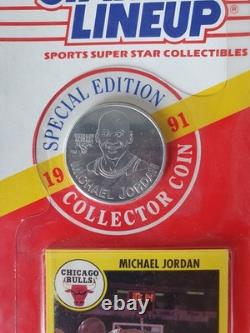 LINEUP
SPORTS SUPER STAR COLLECTIBLES
SPECIAL EDITION
19 91
MICHAEL JORDAN
COLLECTOR COIN
MICHAEL JORDAN
CHICAGO
BULLS